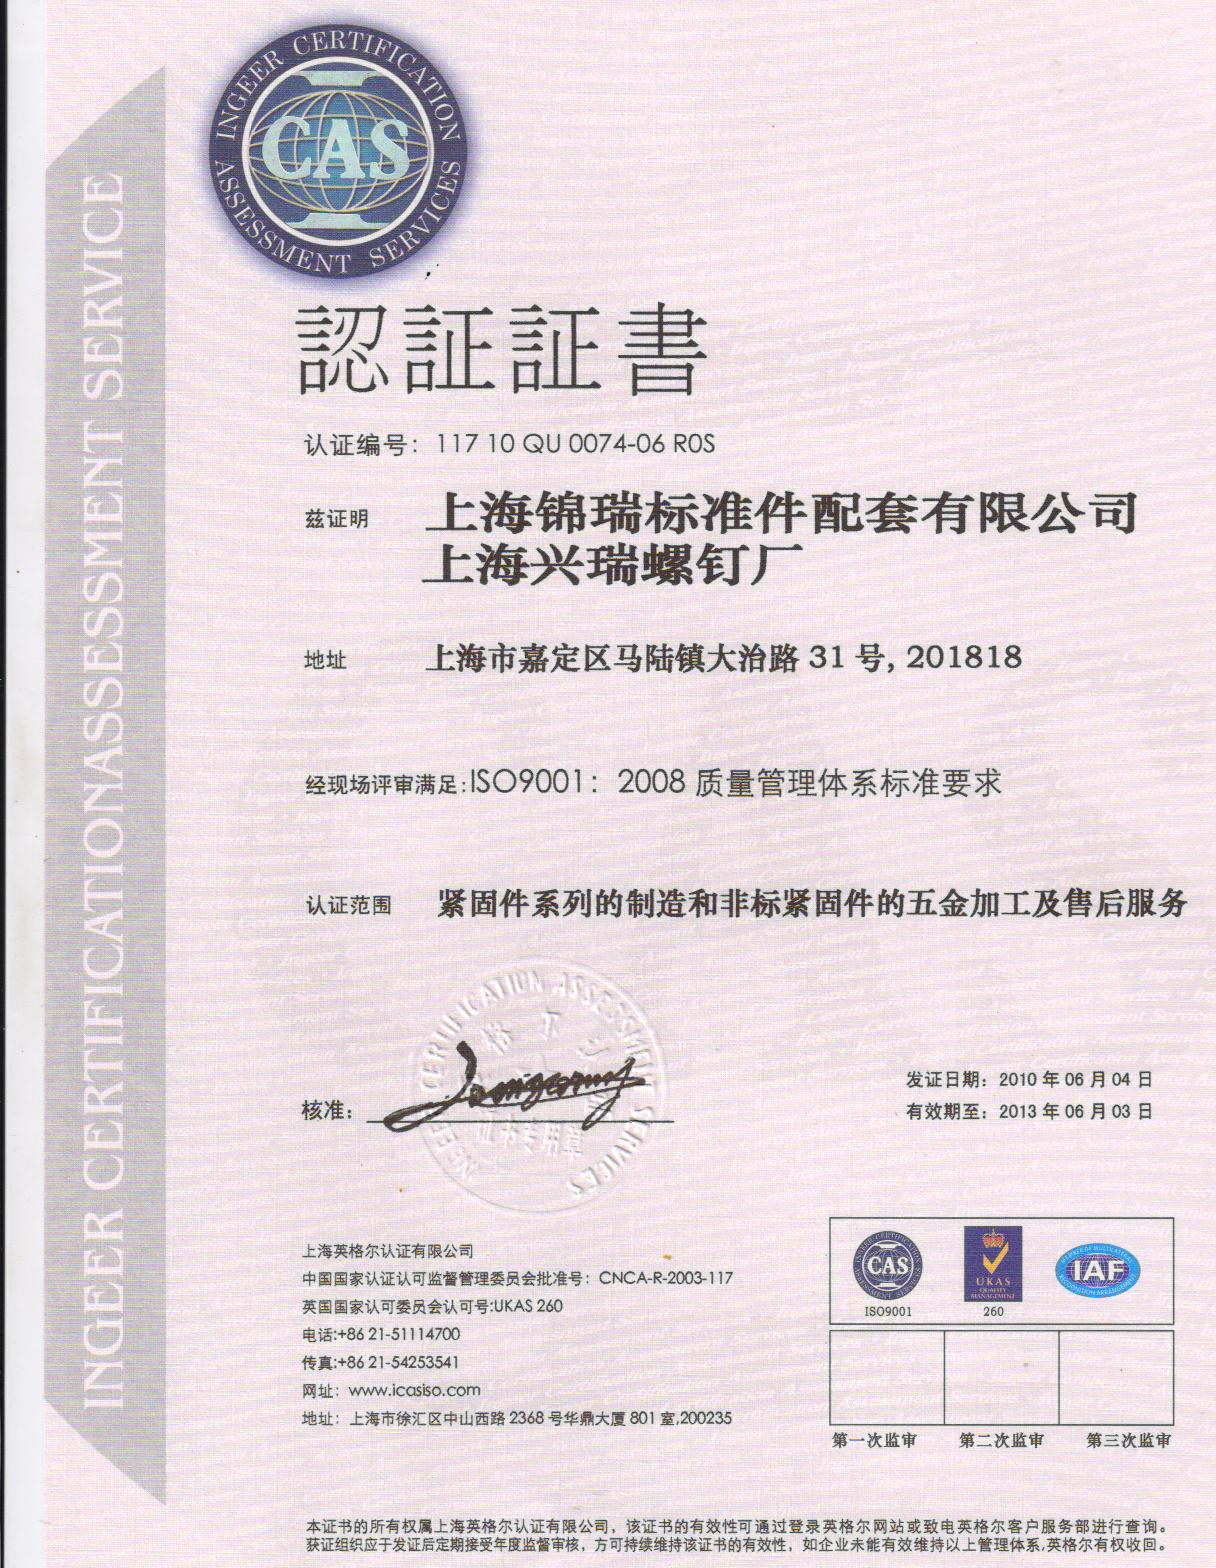 INGEER CERTIFICATION
CAS
ASSESSMENT SERVICES
INGEER CERTIFICATIONASSESSMENT SERVICE
認証証書
认证编号：117 10 QU 0074-06 R0S
兹证明 上海锦瑞标准件配套有限公司
上海兴瑞螺钉厂
地址 上海市嘉定区马陆镇大治路 31 号, 201818
经现场评审满足:ISO9001：2008 质量管理体系标准要求
认证范围 紧固件系列的制造和非标紧固件的五金加工及售后服务
CERTIFICATION ASSESSMENT SERVICES
证书专用章
核准：
发证日期：2010 年 06 月 04 日
有效期至：2013 年 06 月 03 日
上海英格尔认证有限公司
中国国家认证认可监督管理委员会批准号：CNCA-R-2003-117
英国国家认可委员会认可号:UKAS 260
电话:+86 21-51114700
传真:+86 21-54253541
网址：www.icasiso.com
地址：上海市徐汇区中山西路 2368 号华鼎大厦 801 室,200235
CAS
ISO9001
UKAS
QUALITY
MANAGEMENT
260
IAF
第一次监审 第二次监审 第三次监审
本证书的所有权属上海英格尔认证有限公司，该证书的有效性可通过登录英格尔网站或致电英格尔客户服务部进行查询。
获证组织应于发证后定期接受年度监督审核，方可持续维持该证书的有效性，如企业未能有效维持以上管理体系,英格尔有权收回。